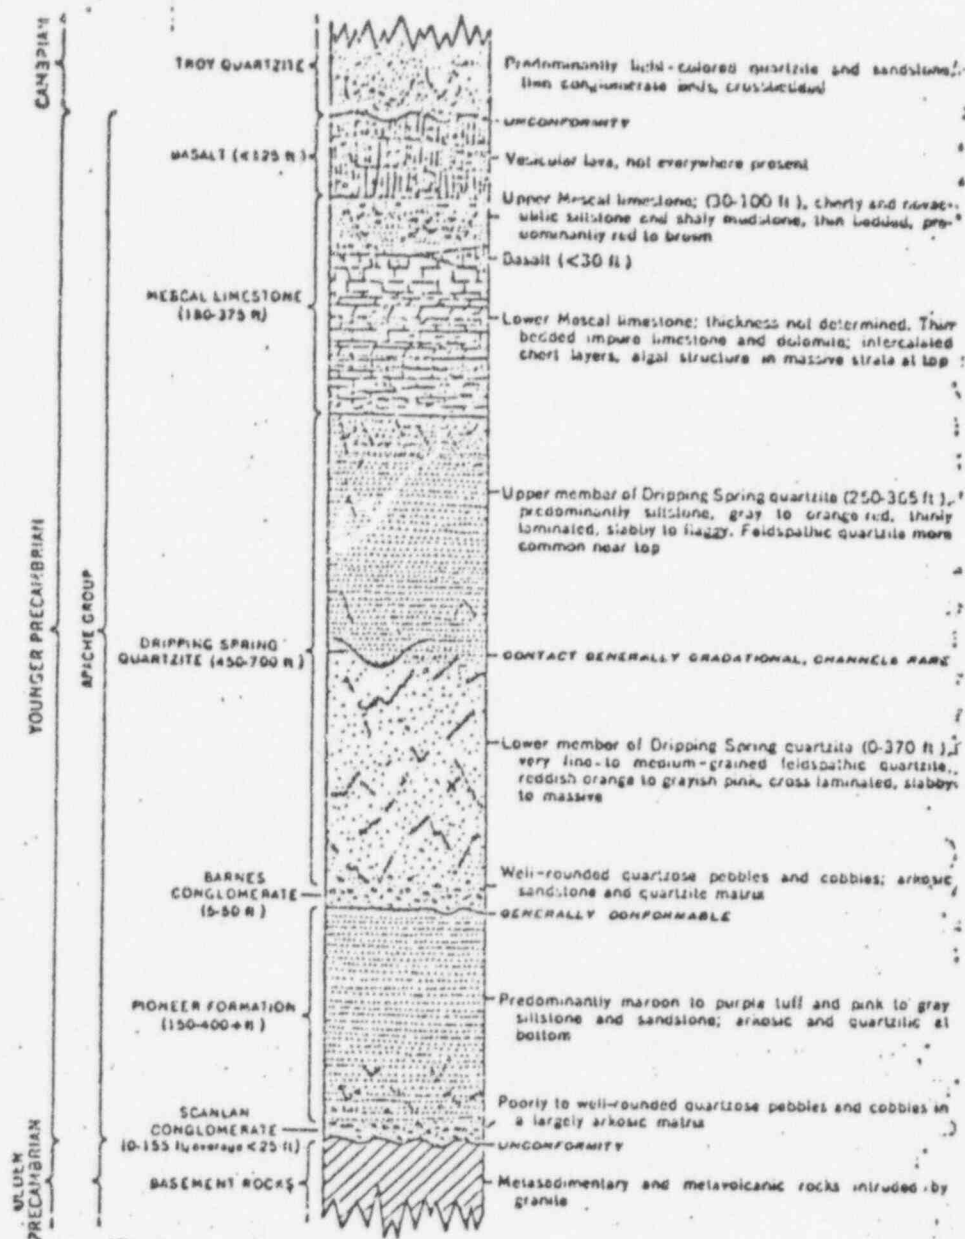 CAMBRIAN
TROY QUARTZITE
Predominantly light-colored quartzite and sandstone,
thin conglomerate beds, crossbedded
UNCONFORMITY
BASALT (<125 ft)
Vesicular lava, not everywhere present
Upper Mescal limestone; (30-100 ft), cherty and
siltstone and shaly mudstone, thin bedded, pre-
dominantly red to brown
Basalt (<30 ft)
MESCAL LIMESTONE
(180-375 ft)
Lower Mescal limestone; thickness not determined. Thin
bedded impure limestone and dolomite; intercalated
chert layers, algal structure in massive strata at top
Upper member of Dripping Spring quartzite (250-365 ft),
predominantly siltstone, gray to orange red, thinly
laminated, slabby to flaggy. Feldspathic quartzite more
common near top
YOUNGER PRECAMBRIAN
APACHE GROUP
DRIPPING SPRING
QUARTZITE (450-700 ft)
CONTACT GENERALLY GRADATIONAL, CHANNELS RARE
Lower member of Dripping Spring quartzite (0-370 ft),
very fine-to medium-grained feldspathic quartzite,
reddish orange to grayish pink, cross laminated, slabby
to massive
BARNES
CONGLOMERATE
(5-50 ft)
Well-rounded quartzose pebbles and cobbles; arkosic
sandstone and quartzite matrix
GENERALLY CONFORMABLE
PIONEER FORMATION
(150-400+ft)
Predominantly maroon to purple tuff and pink to gray
siltstone and sandstone; arkosic and quartzitic at
bottom
SCANLAN
CONGLOMERATE
(0-155 ft, average <25 ft)
Poorly to well-rounded quartzose pebbles and cobbles in
a largely arkosic matrix
UNCONFORMITY
OLDER
PRECAMBRIAN
BASEMENT ROCKS
Metasedimentary and metavolcanic rocks intruded by
granite